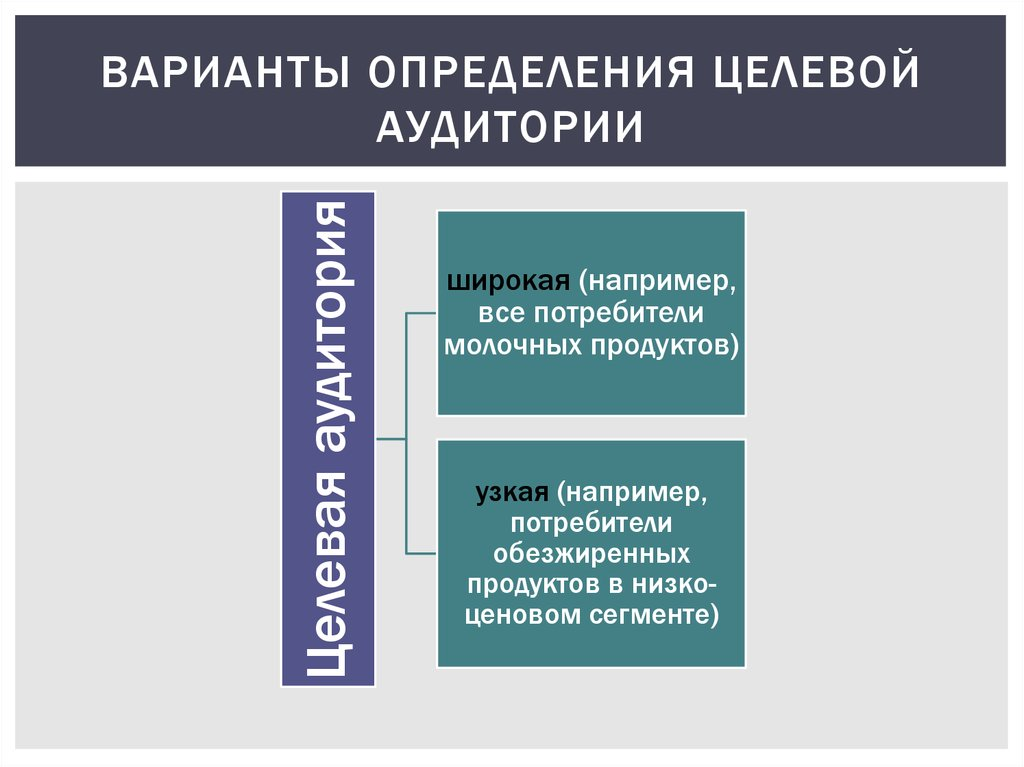 ВАРИАНТЫ ОПРЕДЕЛЕНИЯ ЦЕЛЕВОЙ
АУДИТОРИИ
Целевая аудитория
широкая (например,
все потребители
молочных продуктов)
узкая (например,
потребители
обезжиренных
продуктов в низко-
ценовом сегменте)